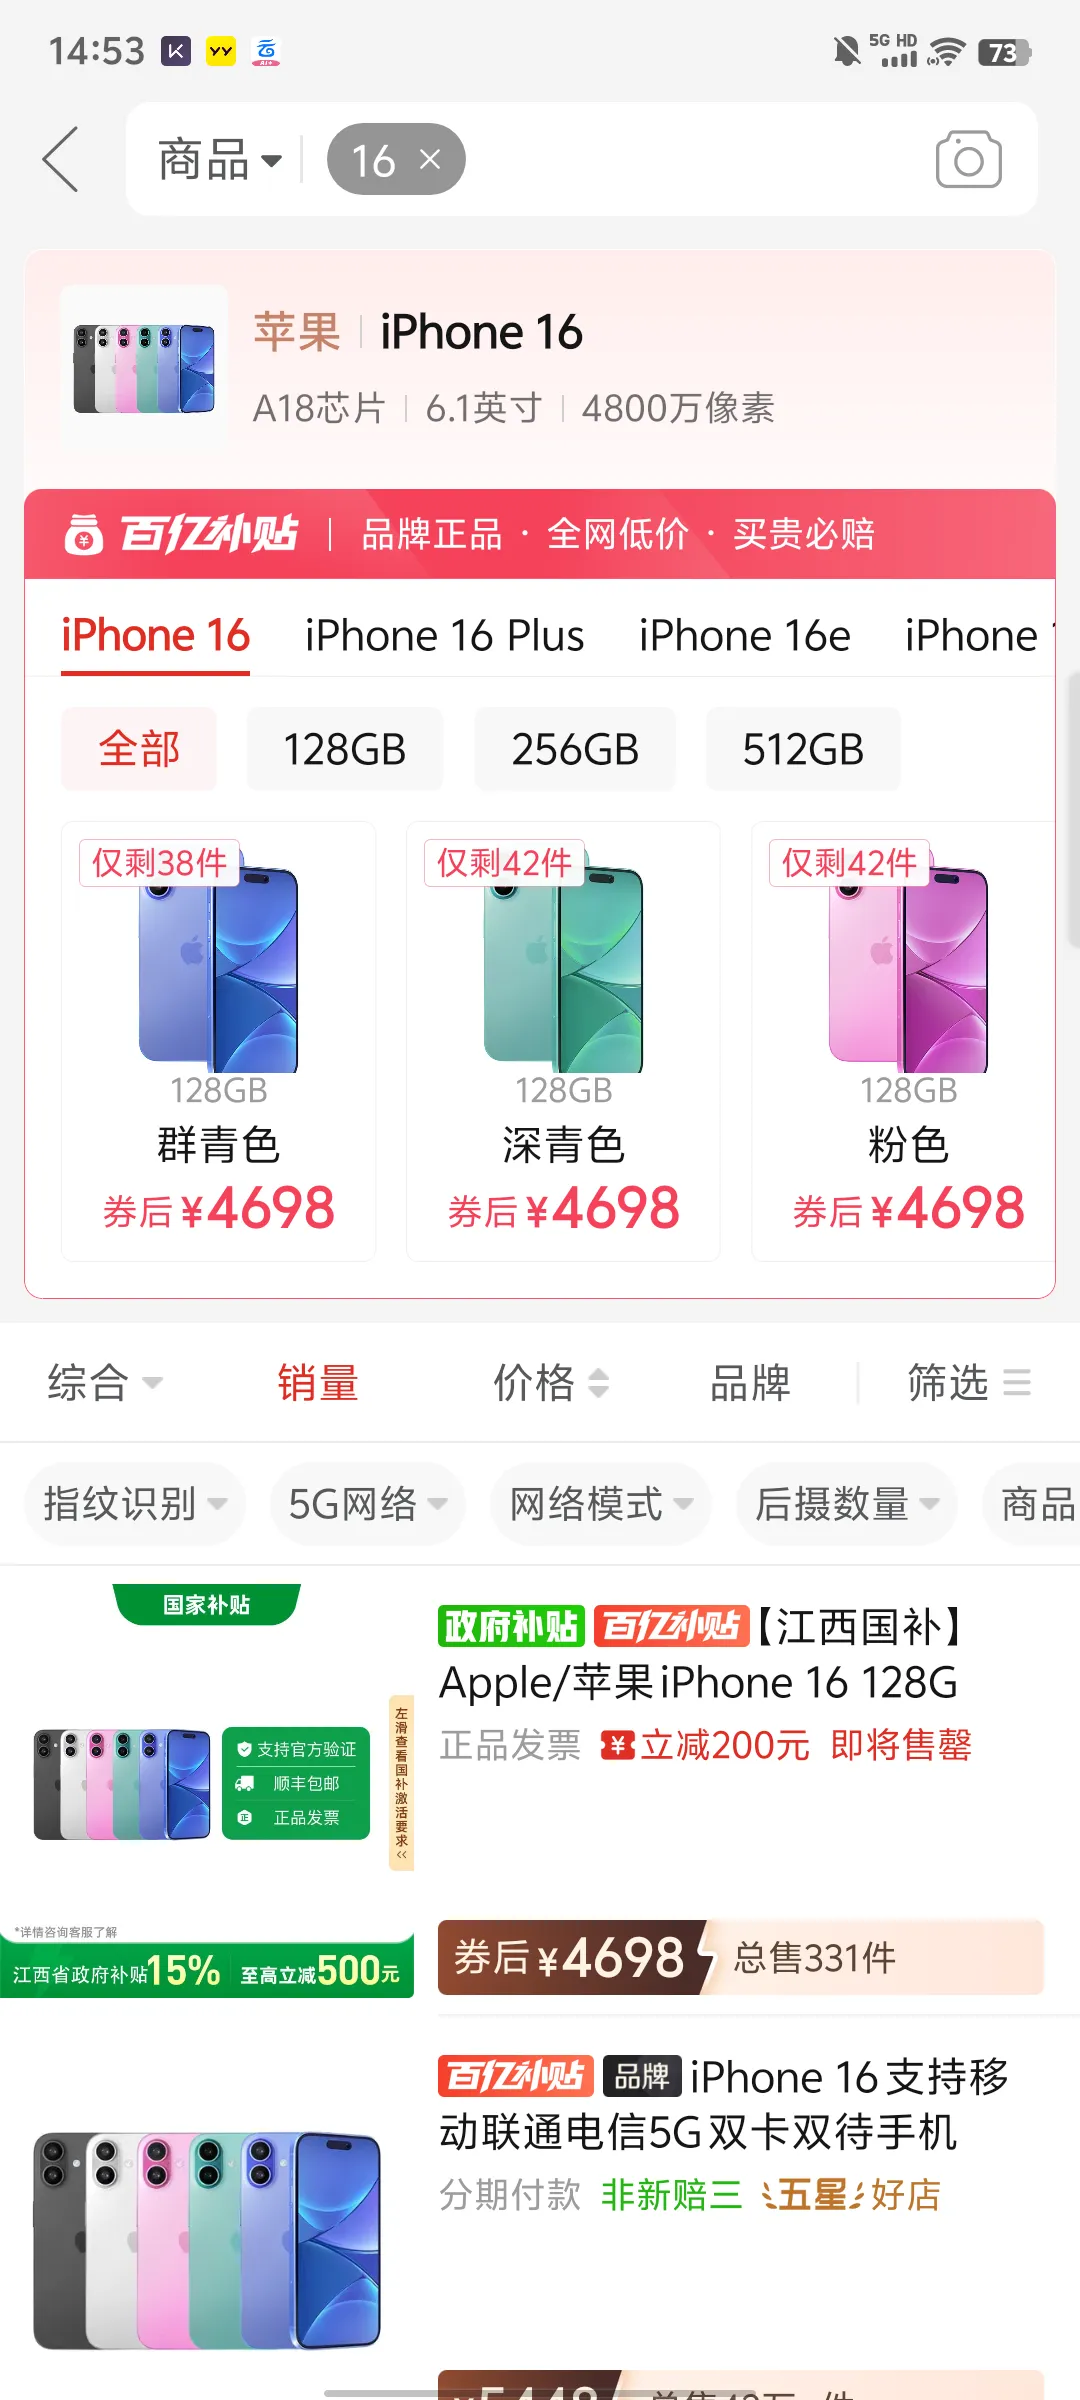 14:53 5G HD 73
商品 16 ×
苹果 iPhone 16
A18芯片 6.1英寸 4800万像素
百亿补贴 品牌正品 · 全网低价 · 买贵必赔
iPhone 16 iPhone 16 Plus iPhone 16e iPhone
全部 128GB 256GB 512GB
仅剩38件 仅剩42件 仅剩42件
128GB 128GB 128GB
群青色 深青色 粉色
券后¥4698 券后¥4698 券后¥4698
综合 销量 价格 品牌 筛选
指纹识别 5G网络 网络模式 后摄数量 商品
国家补贴
支持官方验证
顺丰包邮
正品发票
左滑查看国补激活要求
*详情咨询客服了解
江西省政府补贴15% 至高立减500元
政府补贴 百亿补贴【江西国补】
Apple/苹果iPhone 16 128G
正品发票 ¥立减200元 即将售罄
券后¥4698 总售331件
百亿补贴 品牌 iPhone 16支持移
动联通电信5G双卡双待手机
分期付款 非新赔三 五星好店